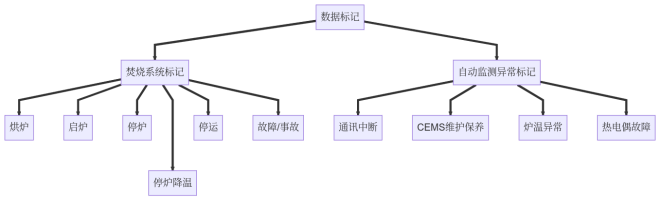 数据标记
焚烧系统标记
自动监测异常标记
烘炉
启炉
停炉
停运
故障/事故
通讯中断
CEMS维护保养
炉温异常
热电偶故障
停炉降温